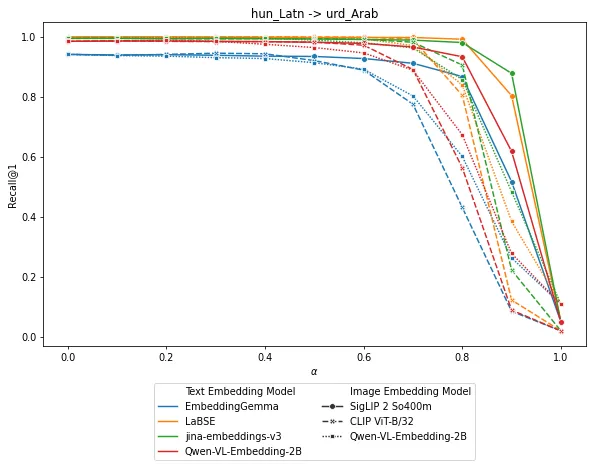 hun_Latn -> urd_Arab
Recall@1
1.0
0.8
0.6
0.4
0.2
0.0
0.0 0.2 0.4 0.6 0.8 1.0
α
Text Embedding Model
EmbeddingGemma
LaBSE
jina-embeddings-v3
Qwen-VL-Embedding-2B
Image Embedding Model
SigLIP 2 So400m
CLIP ViT-B/32
Qwen-VL-Embedding-2B